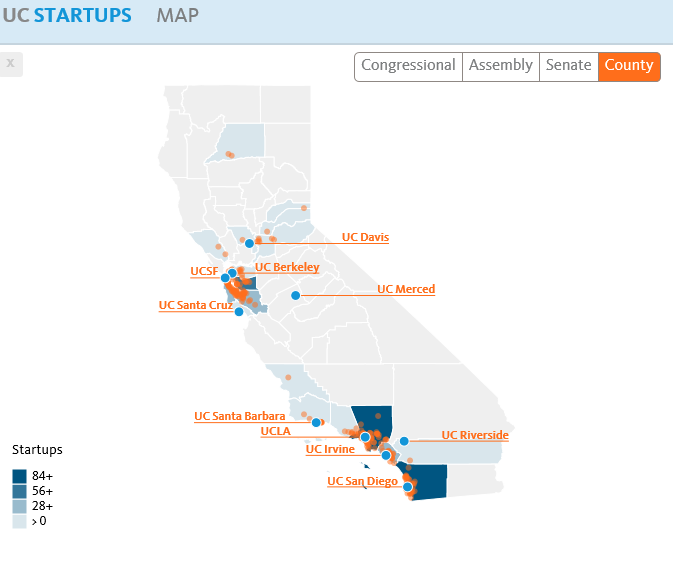 UC STARTUPS MAP
x
Congressional Assembly Senate County
UC Davis
UC Berkeley
UCSF
UC Merced
UC Santa Cruz
UC Santa Barbara
UCLA
UC Riverside
UC Irvine
UC San Diego
Startups
84+
56+
28+
> 0